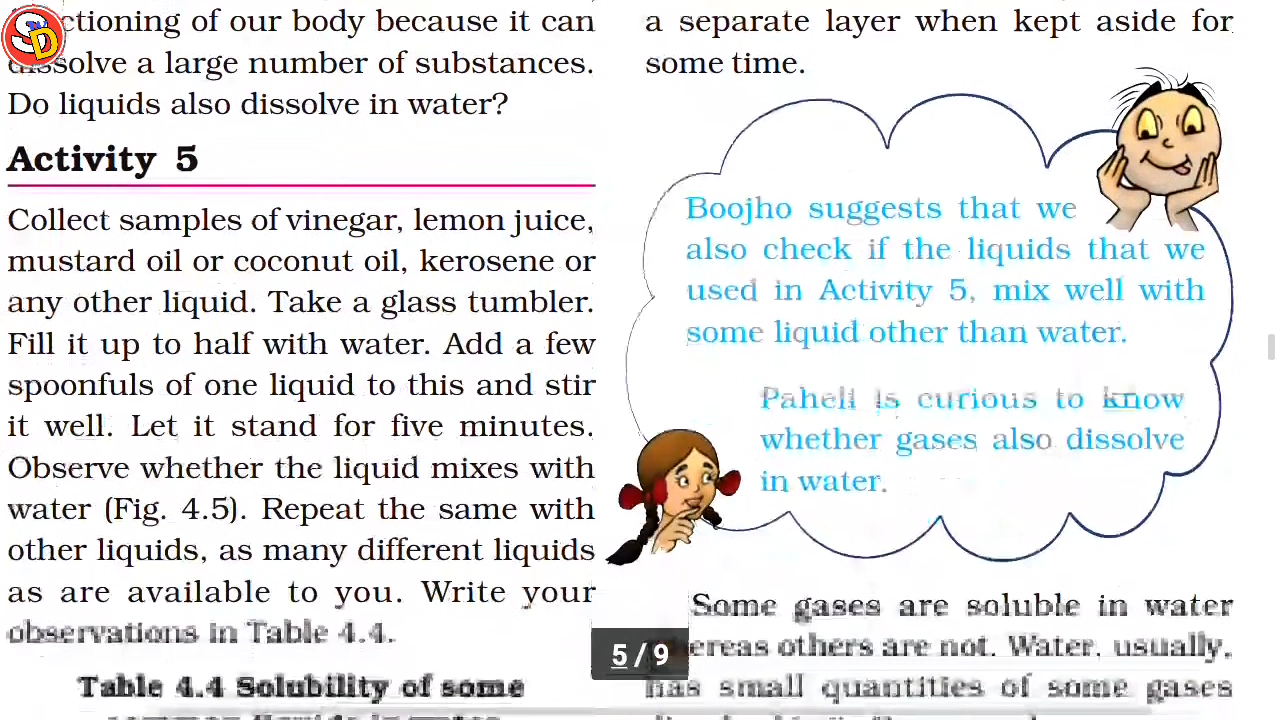 SD
ctioning of our body because it can
dissolve a large number of substances.
Do liquids also dissolve in water?
Activity 5
Collect samples of vinegar, lemon juice,
mustard oil or coconut oil, kerosene or
any other liquid. Take a glass tumbler.
Fill it up to half with water. Add a few
spoonfuls of one liquid to this and stir
it well. Let it stand for five minutes.
Observe whether the liquid mixes with
water (Fig. 4.5). Repeat the same with
other liquids, as many different liquids
as are available to you. Write your
observations in Table 4.4.
Table 4.4 Solubility of some
common liquids in water
a separate layer when kept aside for
some time.
Boojho suggests that we
also check if the liquids that we
used in Activity 5, mix well with
some liquid other than water.
Paheli is curious to know
whether gases also dissolve
in water.
Some gases are soluble in water
whereas others are not. Water, usually,
has small quantities of some gases
5 / 9